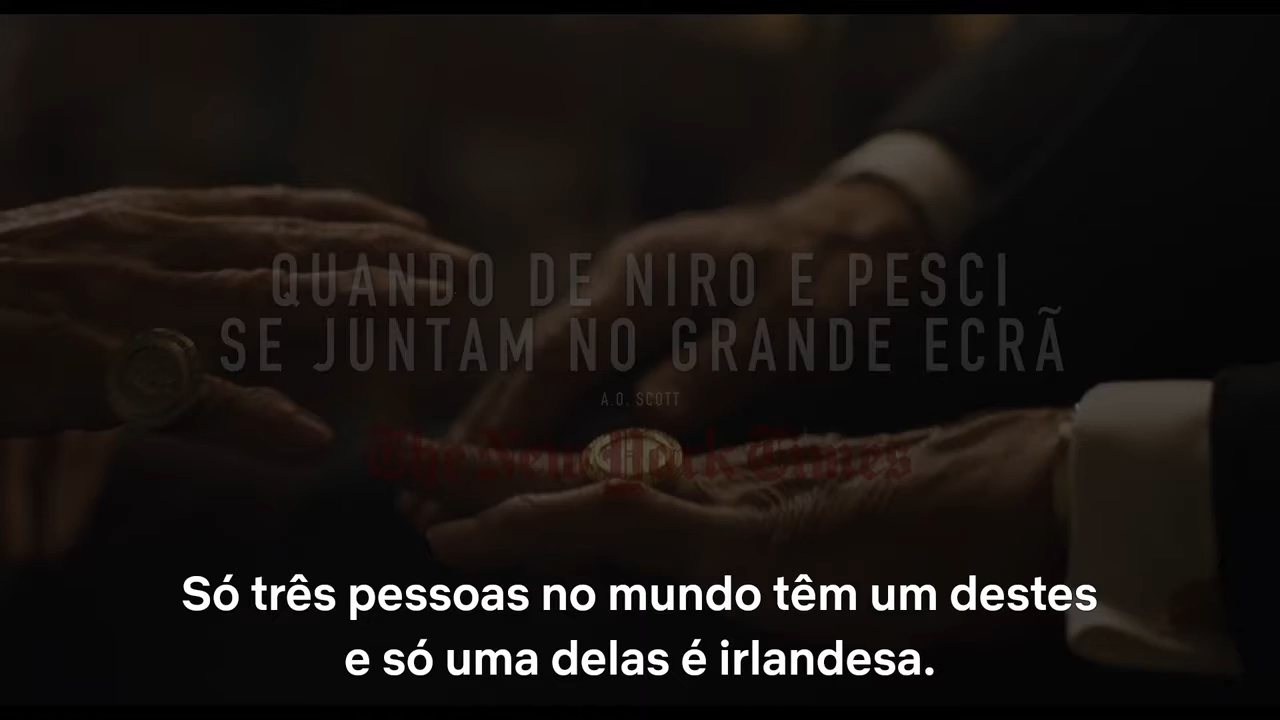 QUANDO DE NIRO E PESCI
SE JUNTAM NO GRANDE ECRÃ
A.O. SCOTT
The New York Times
Só três pessoas no mundo têm um destes
e só uma delas é irlandesa.